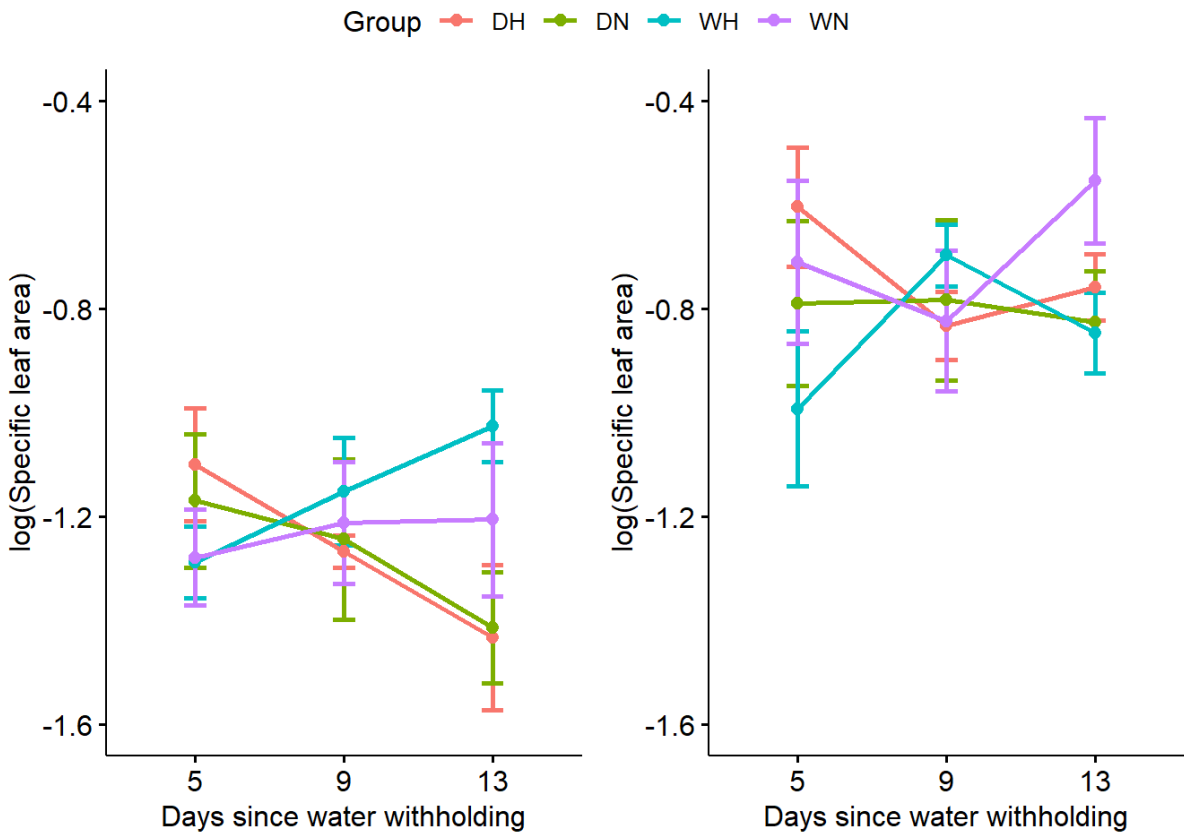 Group DH DN WH WN
-0.4
-0.8
-1.2
-1.6
log(Specific leaf area)
5 9 13
Days since water withholding
-0.4
-0.8
-1.2
-1.6
log(Specific leaf area)
5 9 13
Days since water withholding